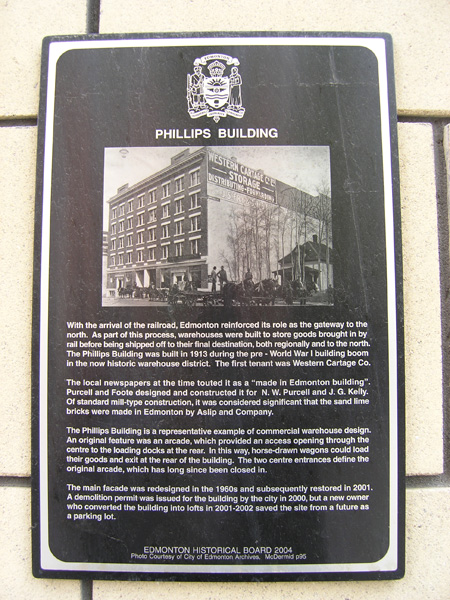 EDMONTON
PHILLIPS BUILDING
WESTERN CARTAGE Co
STORAGE
DISTRIBUTING-FORWARDING
With the arrival of the railroad, Edmonton reinforced its role as the gateway to the
north. As part of this process, warehouses were built to store goods brought in by
rail before being shipped off to their final destination, both regionally and to the north.
The Phillips Building was built in 1913 during the pre - World War I building boom
in the now historic warehouse district. The first tenant was Western Cartage Co.
The local newspapers at the time touted it as a “made in Edmonton building”.
Purcell and Foote designed and constructed it for N. W. Purcell and J. G. Kelly.
Of standard mill-type construction, it was considered significant that the sand lime
bricks were made in Edmonton by Aslip and Company.
The Phillips Building is a representative example of commercial warehouse design.
An original feature was an arcade, which provided an access opening through the
centre to the loading docks at the rear. In this way, horse-drawn wagons could load
their goods and exit at the rear of the building. The two centre entrances define the
original arcade, which has long since been closed in.
The main facade was redesigned in the 1960s and subsequently restored in 2001.
A demolition permit was issued for the building by the city in 2000, but a new owner
who converted the building into lofts in 2001-2002 saved the site from a future as
a parking lot.
EDMONTON HISTORICAL BOARD 2004
Photo Courtesy of City of Edmonton Archives. McDermid p95